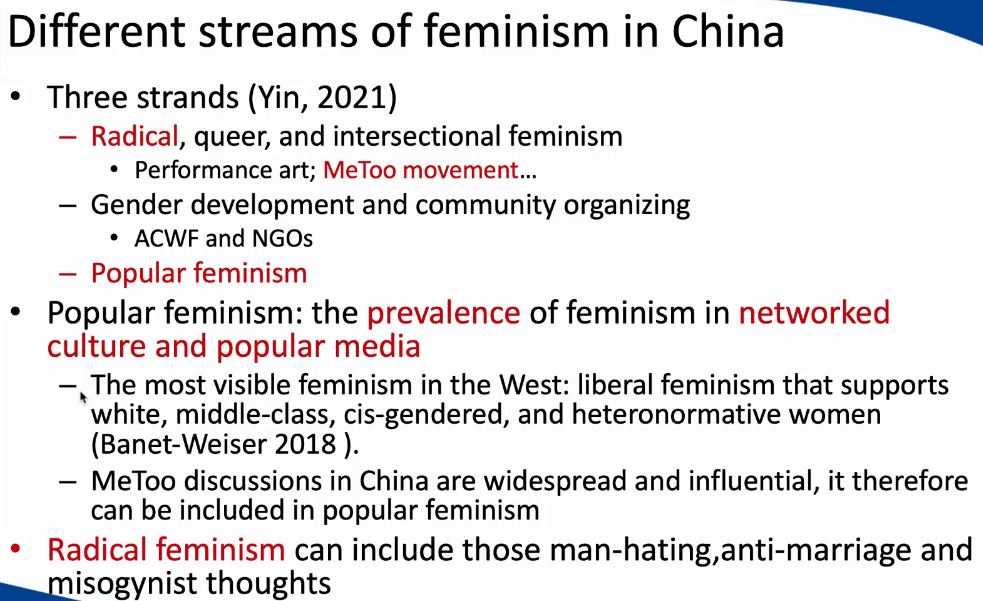 Different streams of feminism in China
• Three strands (Yin, 2021)
– Radical, queer, and intersectional feminism
• Performance art; MeToo movement…
– Gender development and community organizing
• ACWF and NGOs
– Popular feminism
• Popular feminism: the prevalence of feminism in networked
culture and popular media
– The most visible feminism in the West: liberal feminism that supports
white, middle-class, cis-gendered, and heteronormative women
(Banet-Weiser 2018 ).
– MeToo discussions in China are widespread and influential, it therefore
can be included in popular feminism
• Radical feminism can include those man-hating,anti-marriage and
misogynist thoughts